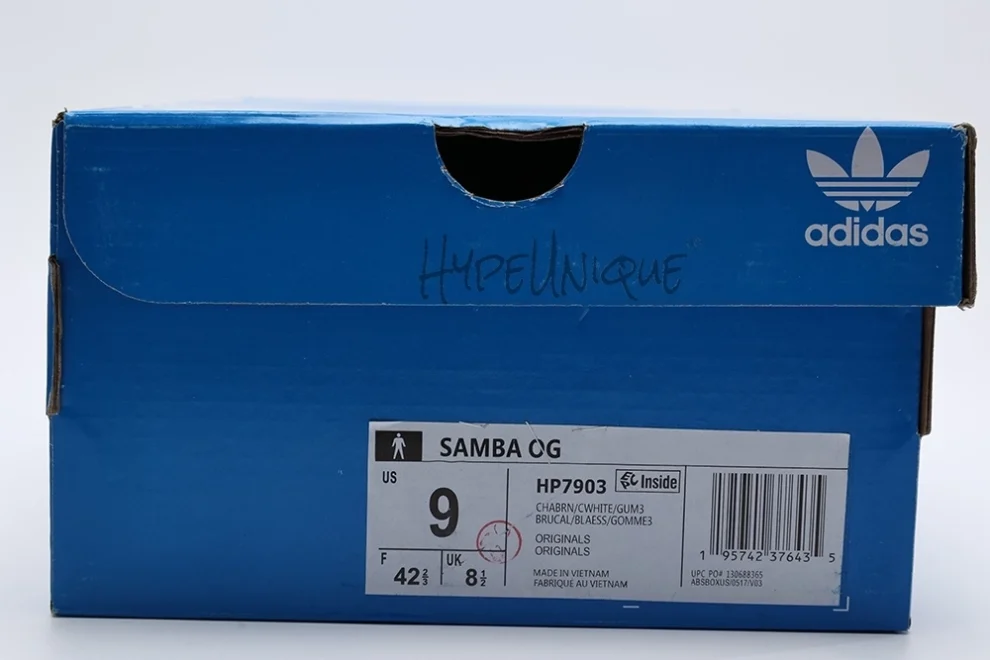 adidas
HYPEUNIQUE
SAMBA OG
US
9
HP7903
Inside
CHABRN/CWHITE/GUM3
BRUCAL/BLAESS/GOMME3
ORIGINALS
ORIGINALS
F
42⅔
UK
8½
MADE IN VIETNAM
FABRIQUE AU VIETNAM
1 95742 37643 5
UPC PO# 130688365
ABSBOXUS/0517/V03